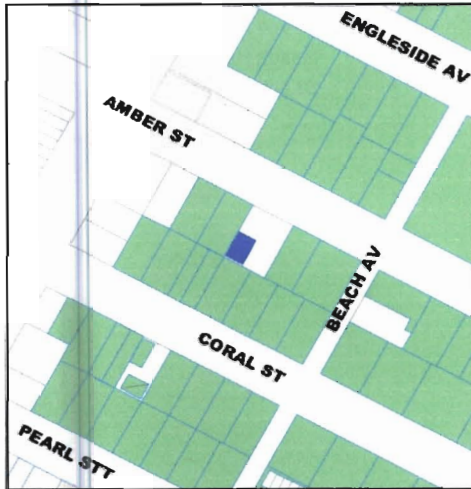 ENGLESIDE AV
AMBER ST
BEACH AV
CORAL ST
PEARL STT